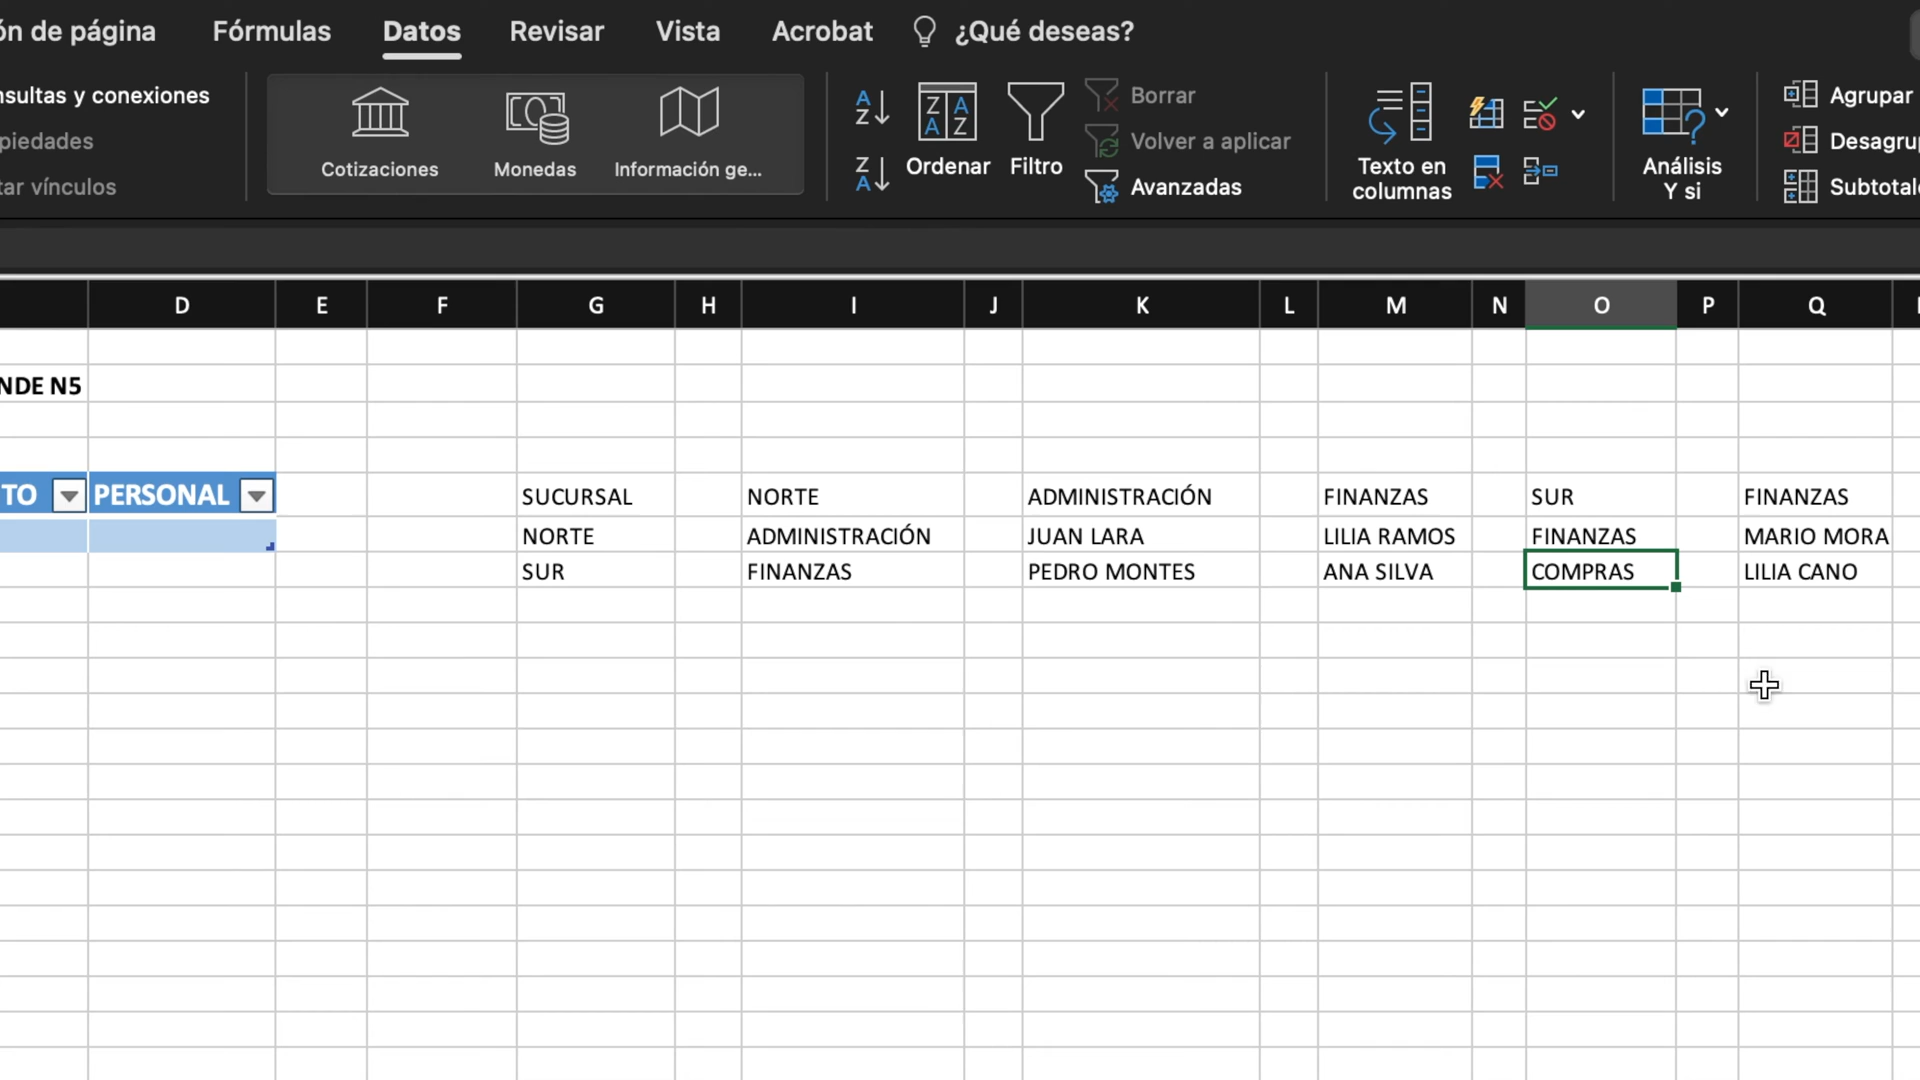 ón de página Fórmulas Datos Revisar Vista Acrobat ¿Qué deseas?
nsultas y conexiones
piedades
tar vínculos
Cotizaciones Monedas Información ge...
Ordenar Filtro
Borrar
Volver a aplicar
Avanzadas
Texto en
columnas
Análisis
Y si
Agrupar
Desagru
Subtotal
D E F G H I J K L M N O P Q
NDE N5
TO PERSONAL SUCURSAL NORTE ADMINISTRACIÓN FINANZAS SUR FINANZAS
NORTE ADMINISTRACIÓN JUAN LARA LILIA RAMOS FINANZAS MARIO MORA
SUR FINANZAS PEDRO MONTES ANA SILVA COMPRAS LILIA CANO